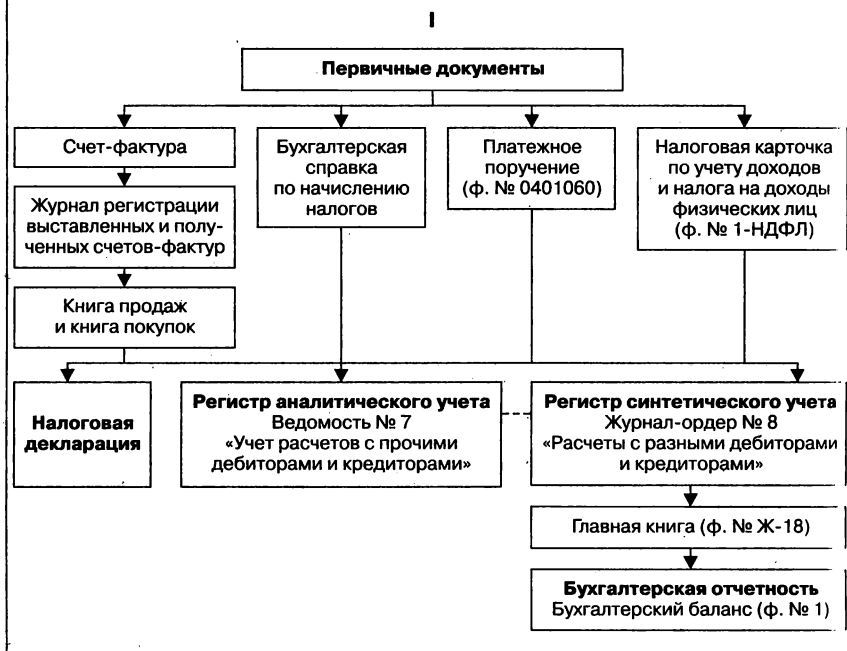 I
Первичные документы
Счет-фактура
Журнал регистрации
выставленных и полу-
ченных счетов-фактур
Книга продаж
и книга покупок
Бухгалтерская
справка
по начислению
налогов
Платежное
поручение
(ф. № 0401060)
Налоговая карточка
по учету доходов
и налога на доходы
физических лиц
(ф. № 1-НДФЛ)
Налоговая
декларация
Регистр аналитического учета
Ведомость № 7
«Учет расчетов с прочими
дебиторами и кредиторами»
Регистр синтетического учета
Журнал-ордер № 8
«Расчеты с разными дебиторами
и кредиторами»
Главная книга (ф. № Ж-18)
Бухгалтерская отчетность
Бухгалтерский баланс (ф. № 1)